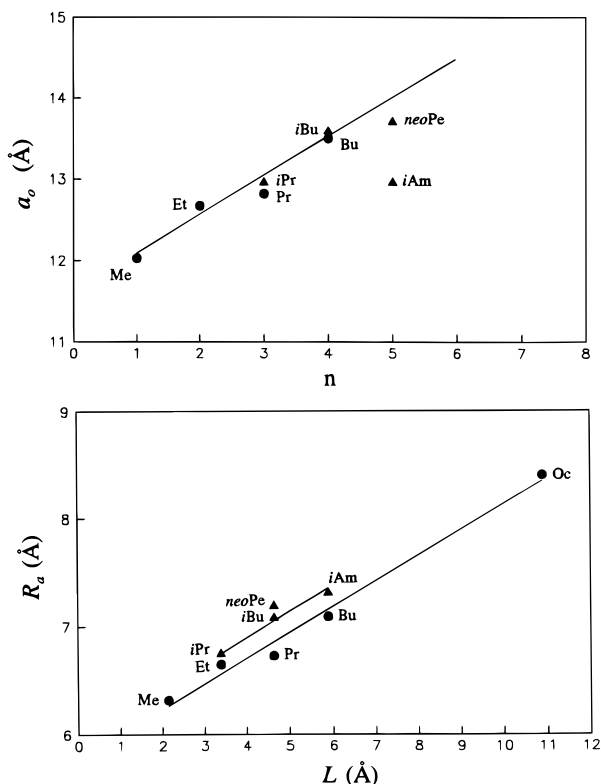 15
14
13
12
11
a₀ (Å)
iBu
Bu
neoPe
iPr
Pr
iAm
Et
Me
0 1 2 3 4 5 6 7 8
n
9
8
7
6
Rₐ (Å)
Oc
iAm
neoPe
iBu
Bu
iPr
Et
Pr
Me
0 1 2 3 4 5 6 7 8 9 10 11 12
L (Å)